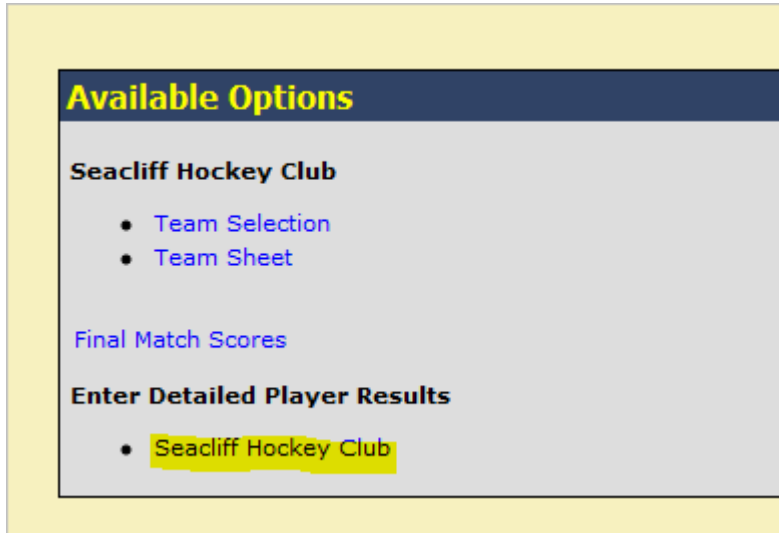 Available Options
Seacliff Hockey Club
Team Selection
Team Sheet
Final Match Scores
Enter Detailed Player Results
Seacliff Hockey Club